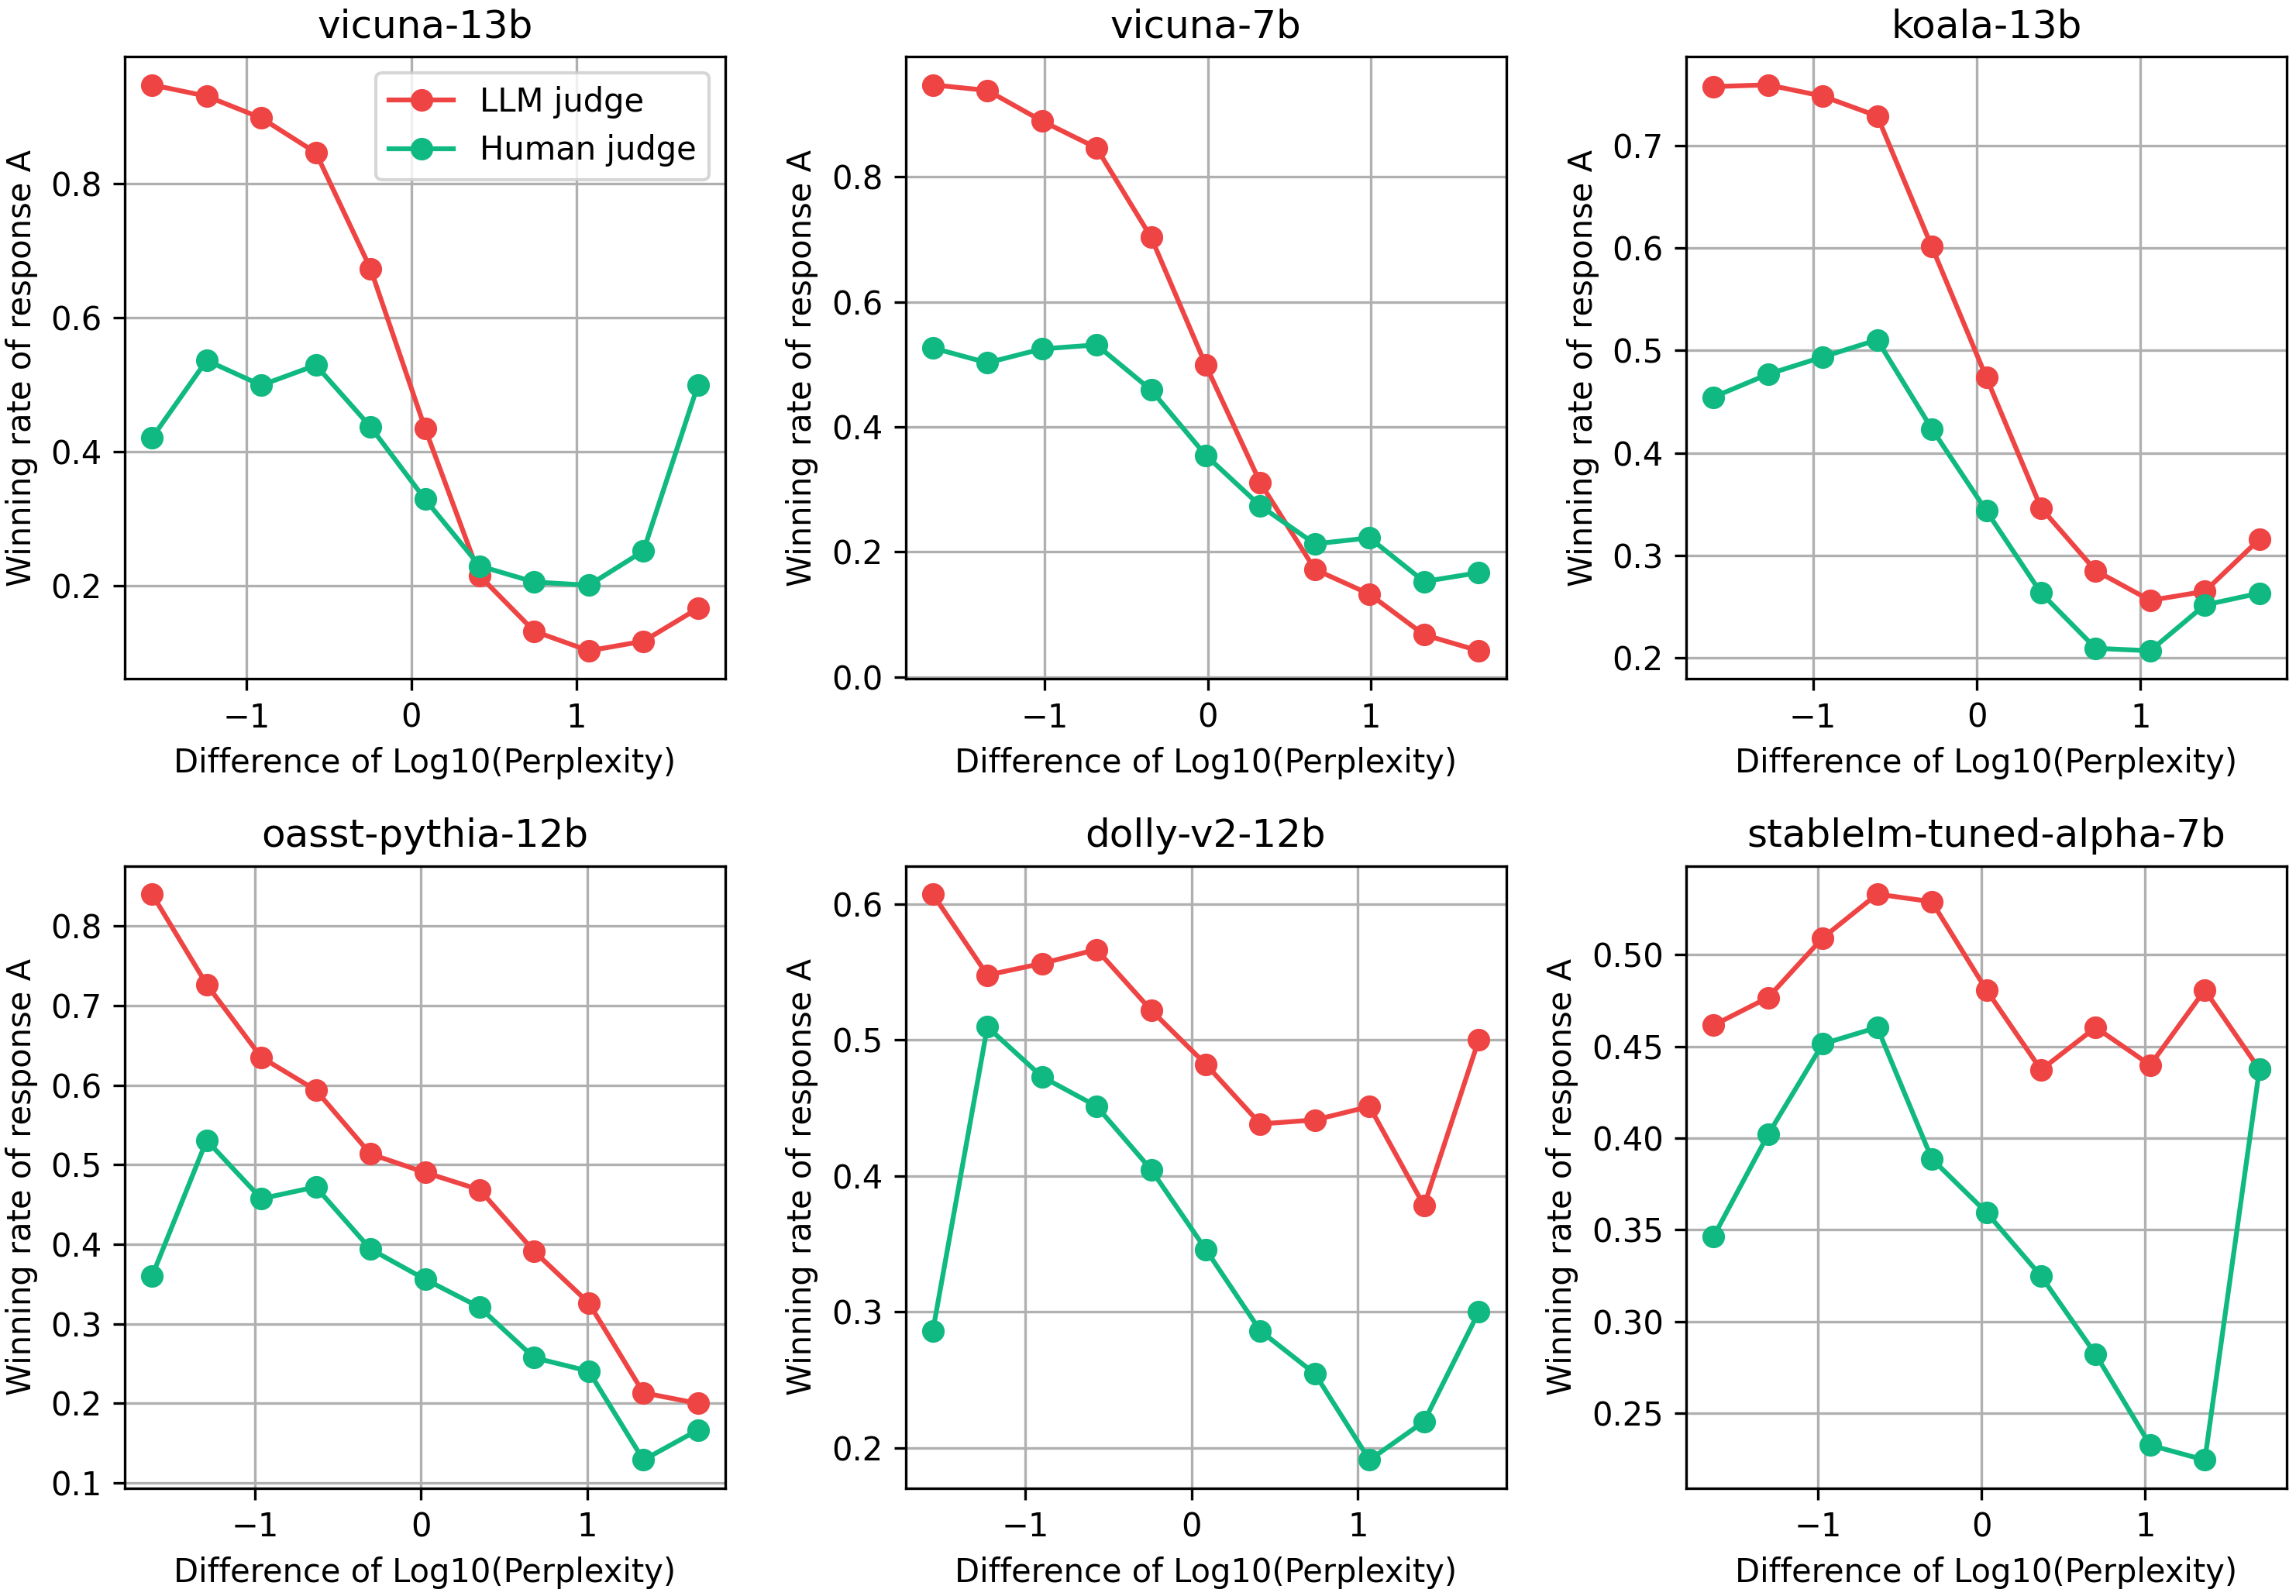 vicuna-13b
Winning rate of response A
0.8
0.6
0.4
0.2
LLM judge
Human judge
−1 0 1
Difference of Log10(Perplexity)
vicuna-7b
Winning rate of response A
0.8
0.6
0.4
0.2
0.0
−1 0 1
Difference of Log10(Perplexity)
koala-13b
Winning rate of response A
0.7
0.6
0.5
0.4
0.3
0.2
−1 0 1
Difference of Log10(Perplexity)
oasst-pythia-12b
Winning rate of response A
0.8
0.7
0.6
0.5
0.4
0.3
0.2
0.1
−1 0 1
Difference of Log10(Perplexity)
dolly-v2-12b
Winning rate of response A
0.6
0.5
0.4
0.3
0.2
−1 0 1
Difference of Log10(Perplexity)
stablelm-tuned-alpha-7b
Winning rate of response A
0.50
0.45
0.40
0.35
0.30
0.25
−1 0 1
Difference of Log10(Perplexity)